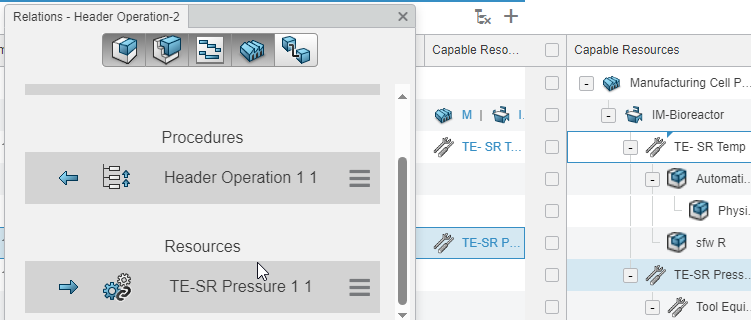 Relations - Header Operation-2
Procedures
Header Operation 1 1
Resources
TE-SR Pressure 1 1
Capable Reso...
M | I.
TE- SR T...
TE-SR P...
Capable Resources
Manufacturing Cell P...
IM-Bioreactor
TE- SR Temp
Automati...
Physi...
sfw R
TE-SR Press...
Tool Equi...